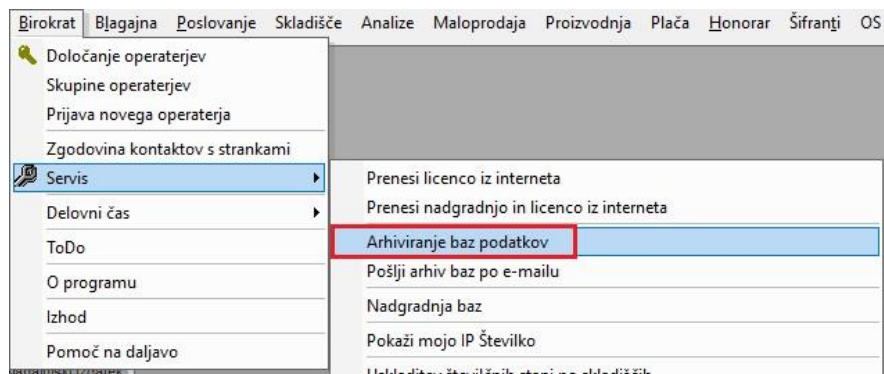 Birokrat Blagajna Poslovanje Skladišče Analize Maloprodaja Proizvodnja Plača Honorar Šifranti OS
Določanje operaterjev
Skupine operaterjev
Prijava novega operaterja
Zgodovina kontaktov s strankami
Servis
Delovni čas
ToDo
O programu
Izhod
Pomoč na daljavo
Prenesi licenco iz interneta
Prenesi nadgradnjo in licenco iz interneta
Arhiviranje baz podatkov
Pošlji arhiv baz po e-mailu
Nadgradnja baz
Pokaži mojo IP Številko